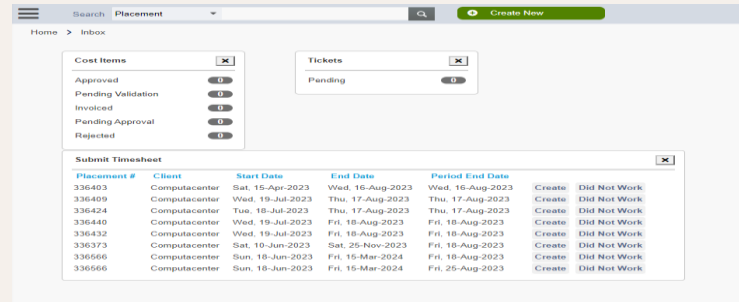 Search Placement Create New
Home > Inbox
Cost Items
Approved 0
Pending Validation 0
Invoiced 0
Pending Approval 0
Rejected 0
Tickets
Pending 0
Submit Timesheet
Placement # Client Start Date End Date Period End Date
336403 Computacenter Sat, 15-Apr-2023 Wed, 16-Aug-2023 Wed, 16-Aug-2023 Create Did Not Work
336409 Computacenter Wed, 19-Jul-2023 Thu, 17-Aug-2023 Thu, 17-Aug-2023 Create Did Not Work
336424 Computacenter Tue, 18-Jul-2023 Thu, 17-Aug-2023 Thu, 17-Aug-2023 Create Did Not Work
336440 Computacenter Wed, 19-Jul-2023 Fri, 18-Aug-2023 Fri, 18-Aug-2023 Create Did Not Work
336432 Computacenter Wed, 19-Jul-2023 Fri, 18-Aug-2023 Fri, 18-Aug-2023 Create Did Not Work
336373 Computacenter Sat, 10-Jun-2023 Sat, 25-Nov-2023 Fri, 18-Aug-2023 Create Did Not Work
336566 Computacenter Sun, 18-Jun-2023 Fri, 15-Mar-2024 Fri, 18-Aug-2023 Create Did Not Work
336566 Computacenter Sun, 18-Jun-2023 Fri, 15-Mar-2024 Fri, 25-Aug-2023 Create Did Not Work